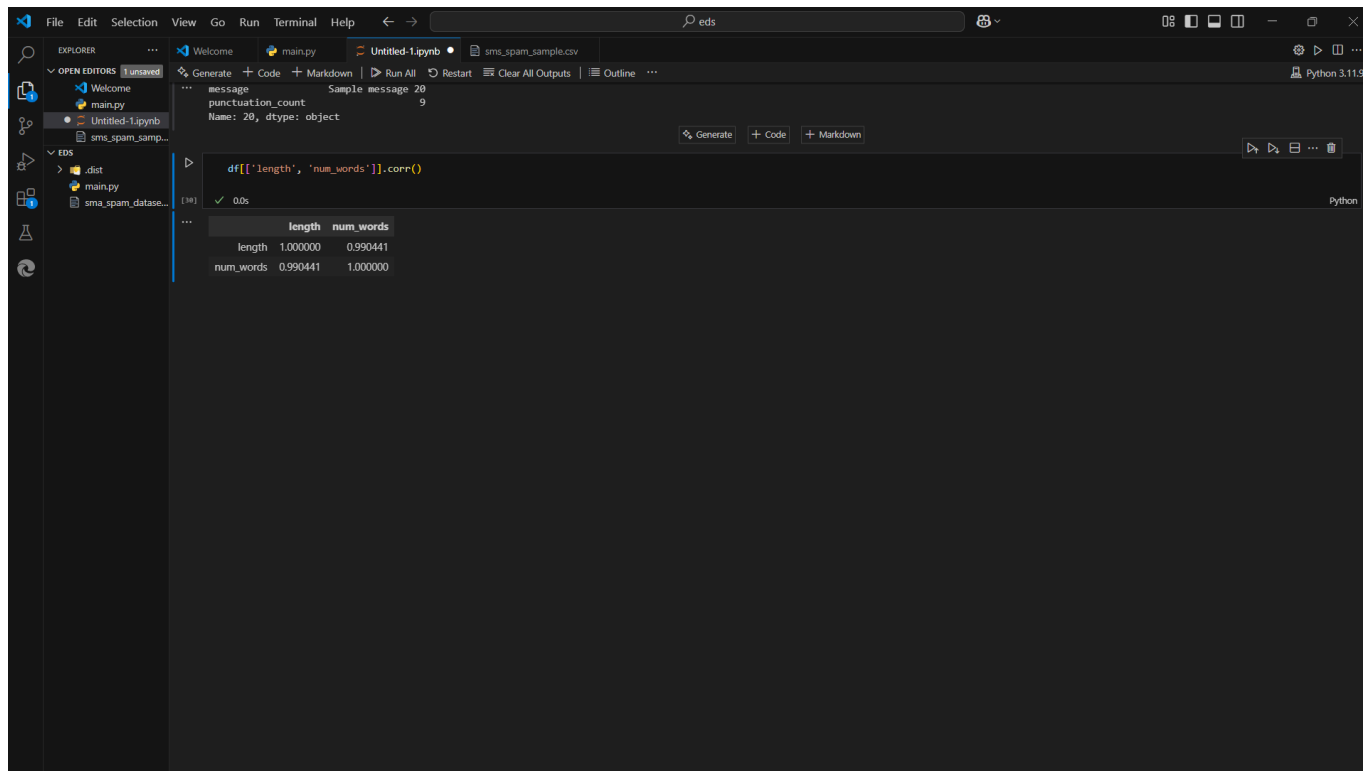 File Edit Selection View Go Run Terminal Help ← → eds
EXPLORER ···
OPEN EDITORS 1 unsaved
Welcome
main.py
Untitled-1.ipynb
sms_spam_samp...
EDS
.dist
main.py
sma_spam_datase...
1
1
Welcome main.py Untitled-1.ipynb sms_spam_sample.csv
Generate + Code + Markdown | Run All Restart Clear All Outputs | Outline ··· Python 3.11.9
··· message Sample message 20
punctuation_count 9
Name: 20, dtype: object
Generate + Code + Markdown
df[['length', 'num_words']].corr()
[30] ✓ 0.0s Python
···
length num_words
length 1.000000 0.990441
num_words 0.990441 1.000000